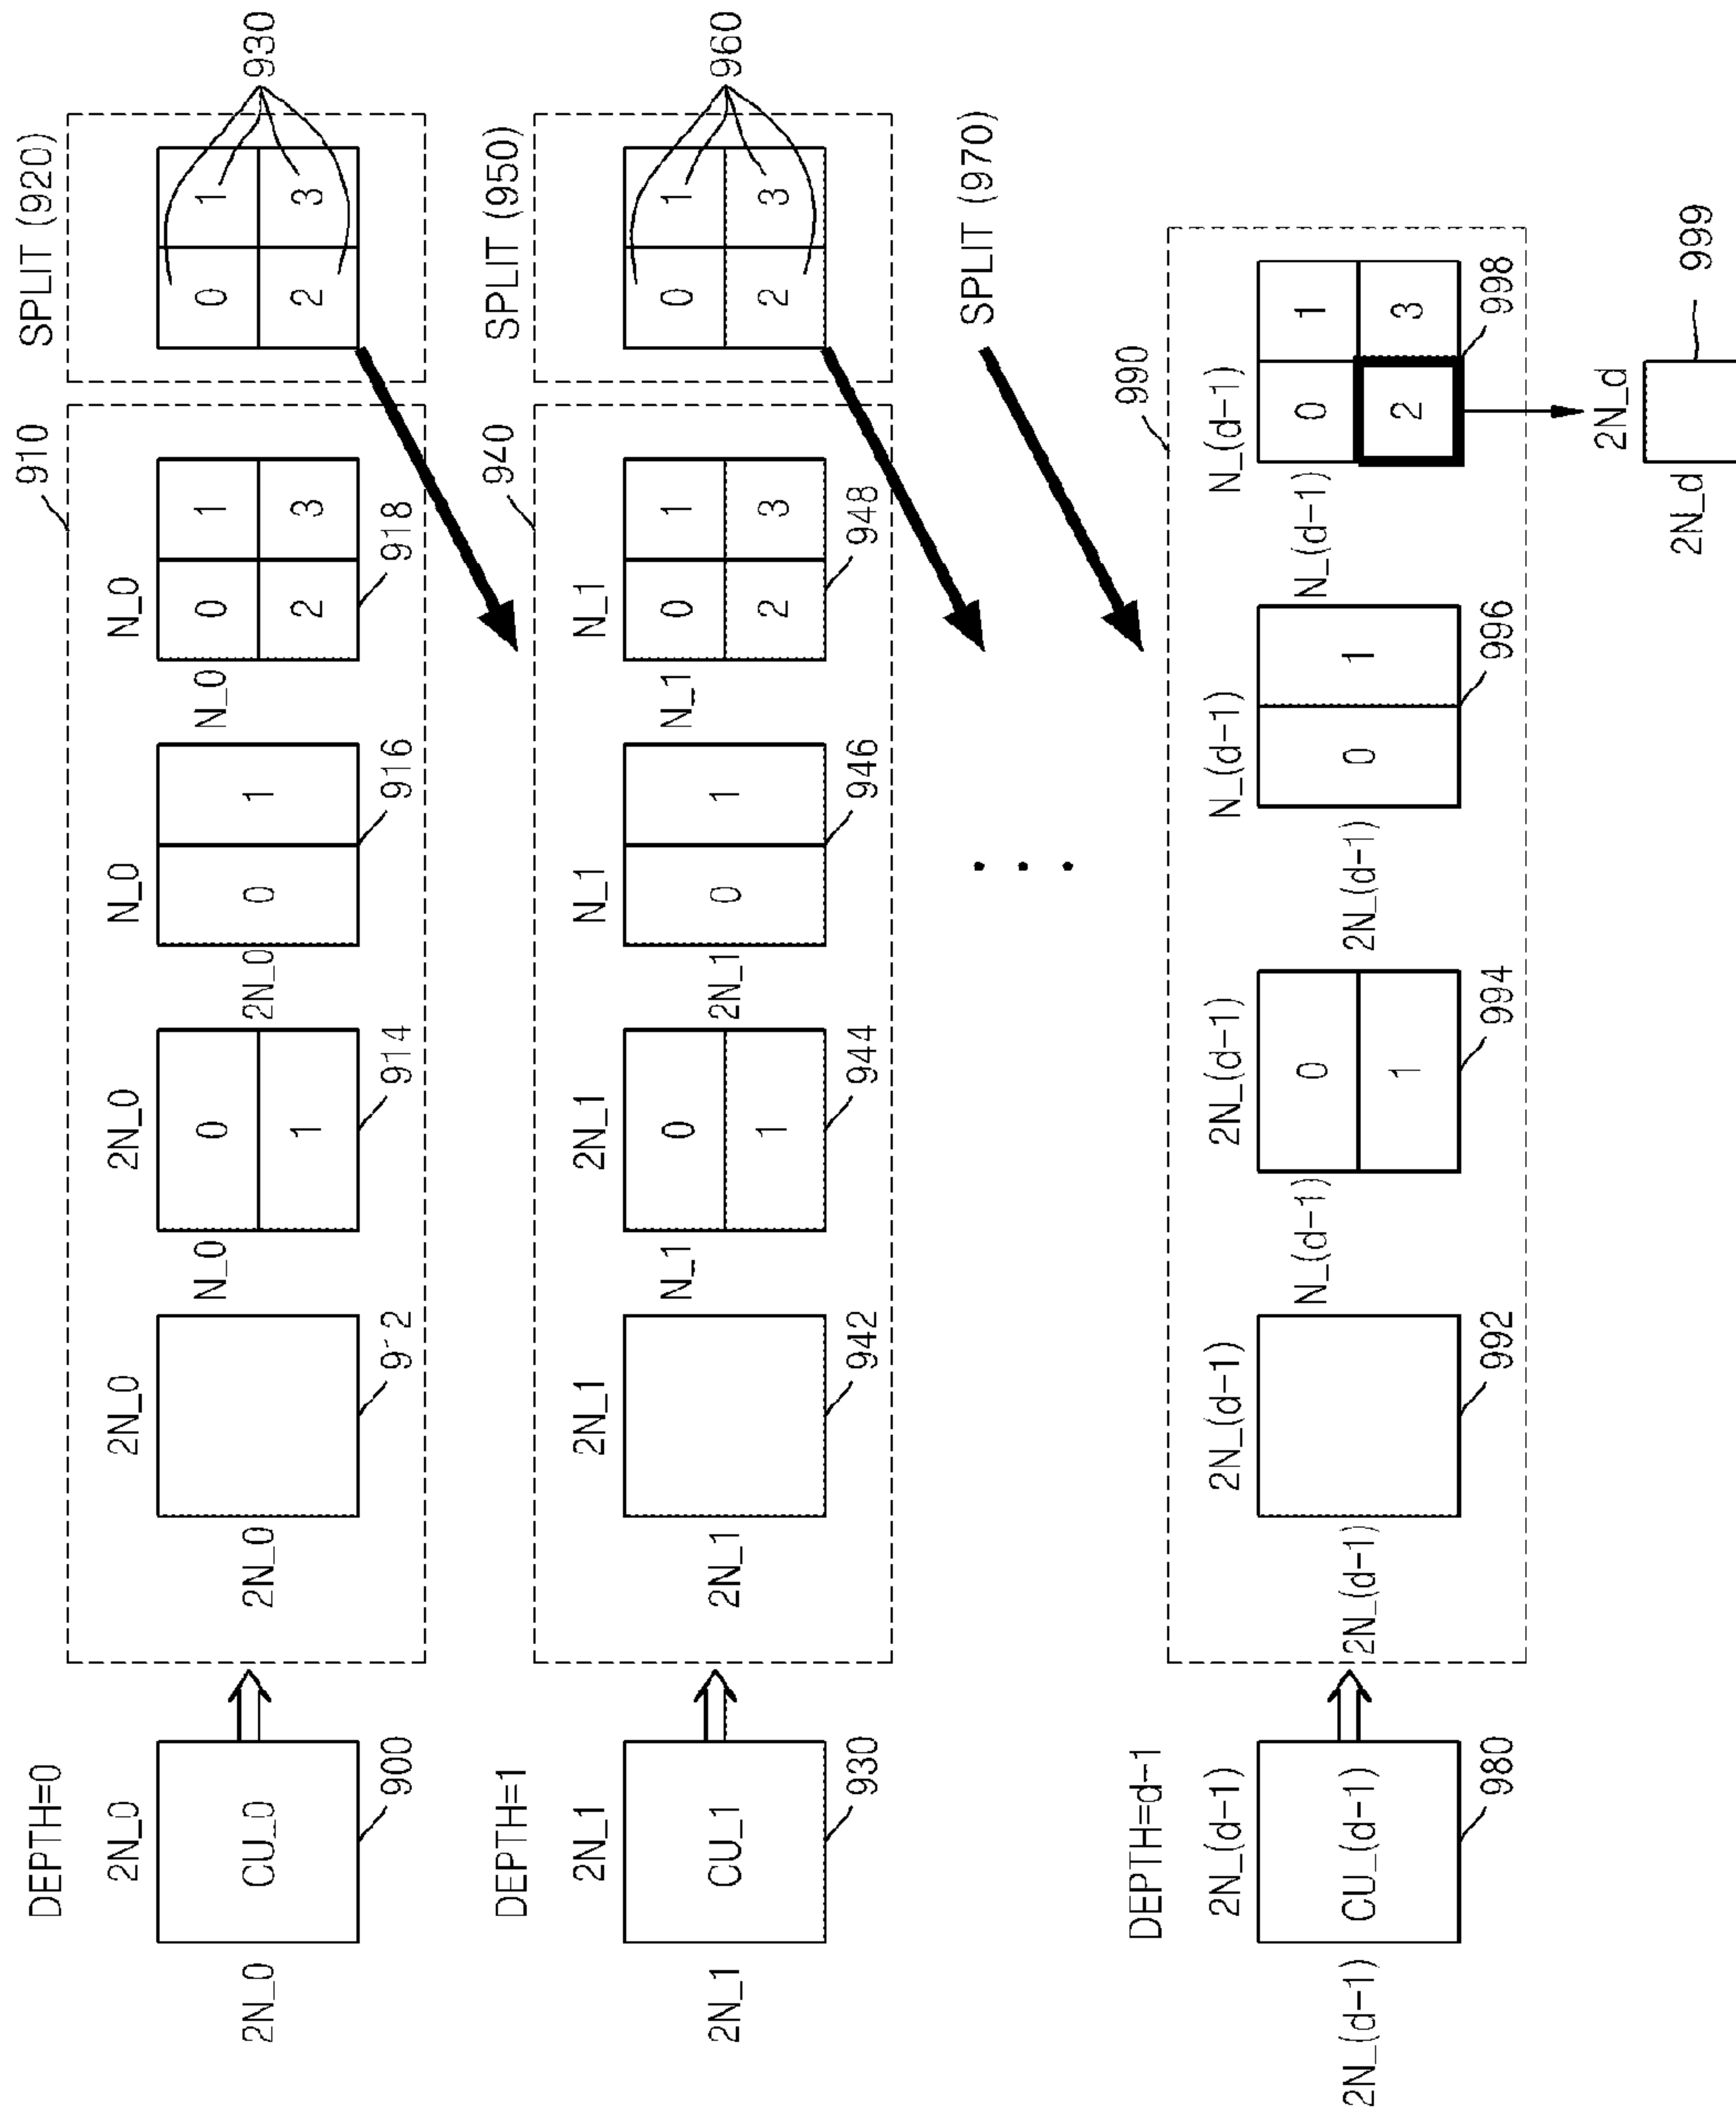 DEPTH=0
2N_0
2N_0
CU_0
900
910
2N_0
2N_0
912
2N_0
N_0
0
1
914
N_0
2N_0
0
1
916
N_0
N_0
0
1
2
3
918
SPLIT (920)
0
1
2
3
930
DEPTH=1
2N_1
2N_1
CU_1
930
940
2N_1
2N_1
942
2N_1
N_1
0
1
944
N_1
2N_1
0
1
946
N_1
N_1
0
1
2
3
948
SPLIT (950)
0
1
2
3
960
SPLIT (970)
DEPTH=d-1
2N_(d-1)
2N_(d-1)
CU_(d-1)
980
990
2N_(d-1)
2N_(d-1)
992
2N_(d-1)
N_(d-1)
0
1
994
N_(d-1)
2N_(d-1)
0
1
996
N_(d-1)
N_(d-1)
0
1
2
3
998
2N_d
2N_d
999